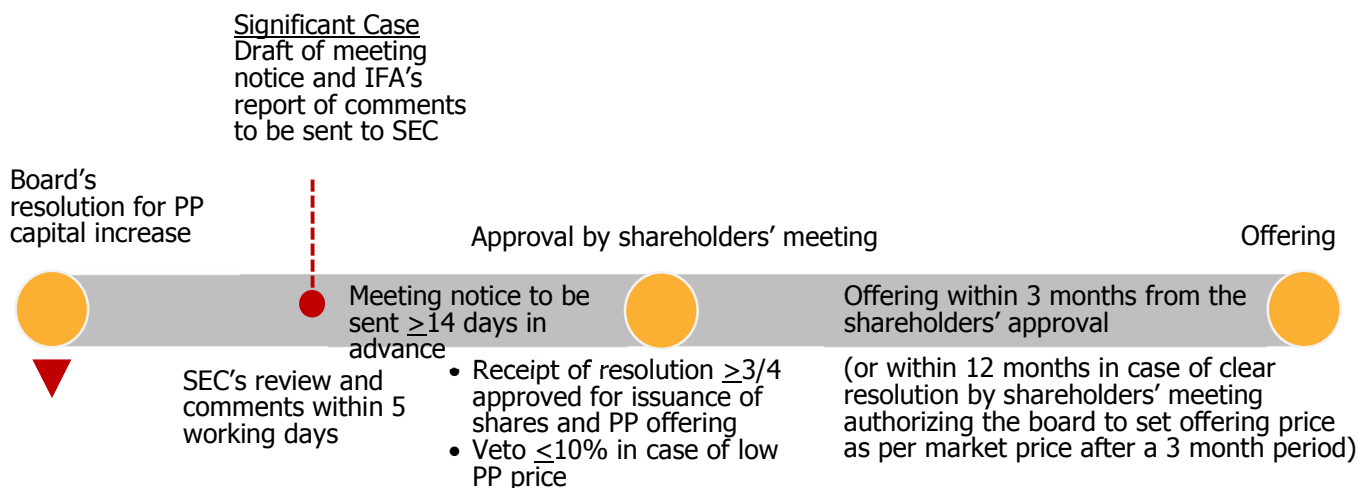 Significant Case
Draft of meeting
notice and IFA's
report of comments
to be sent to SEC
Board's
resolution for PP
capital increase
Approval by shareholders' meeting
Offering
Meeting notice to be
sent >14 days in
advance
Offering within 3 months from the
shareholders' approval
SEC's review and
comments within 5
working days
• Receipt of resolution >3/4
approved for issuance of
shares and PP offering
• Veto <10% in case of low
PP price
(or within 12 months in case of clear
resolution by shareholders' meeting
authorizing the board to set offering price
as per market price after a 3 month period)